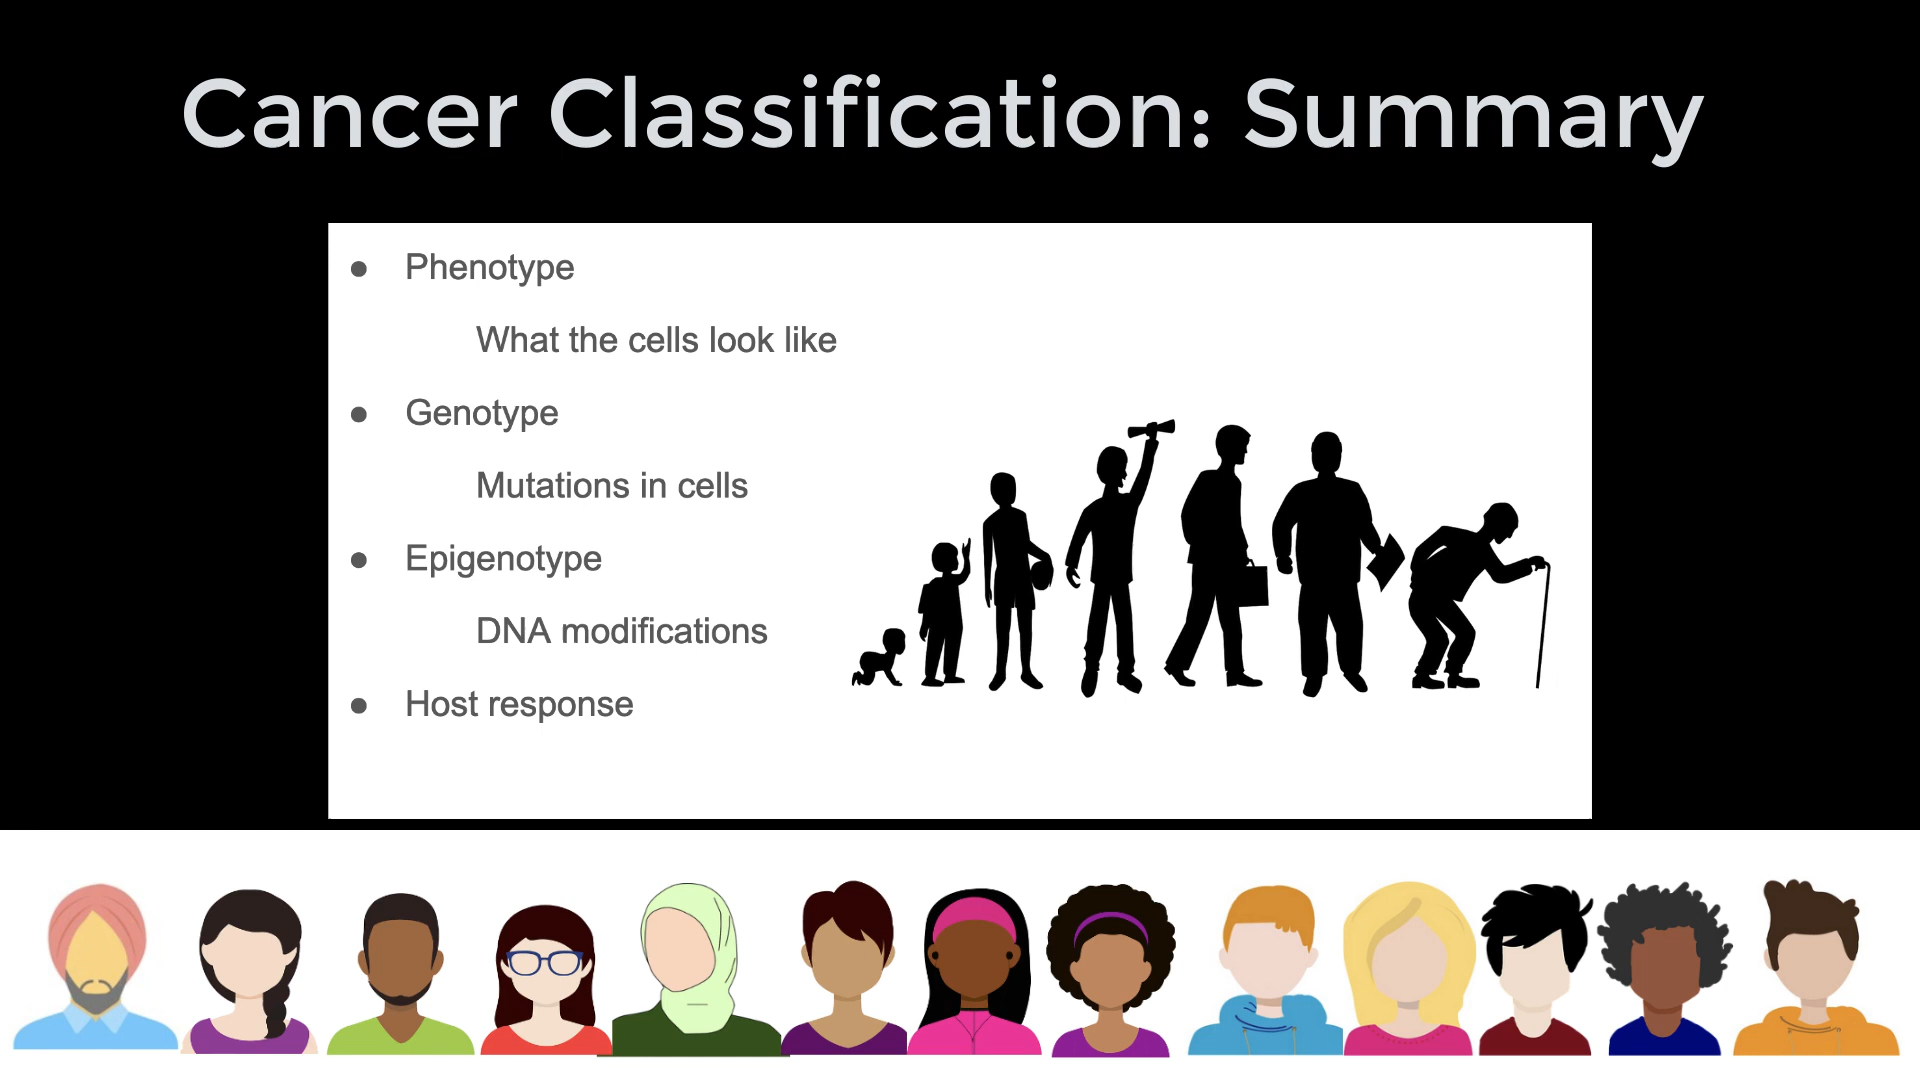 Cancer Classification: Summary
● Phenotype
What the cells look like
● Genotype
Mutations in cells
● Epigenotype
DNA modifications
● Host response